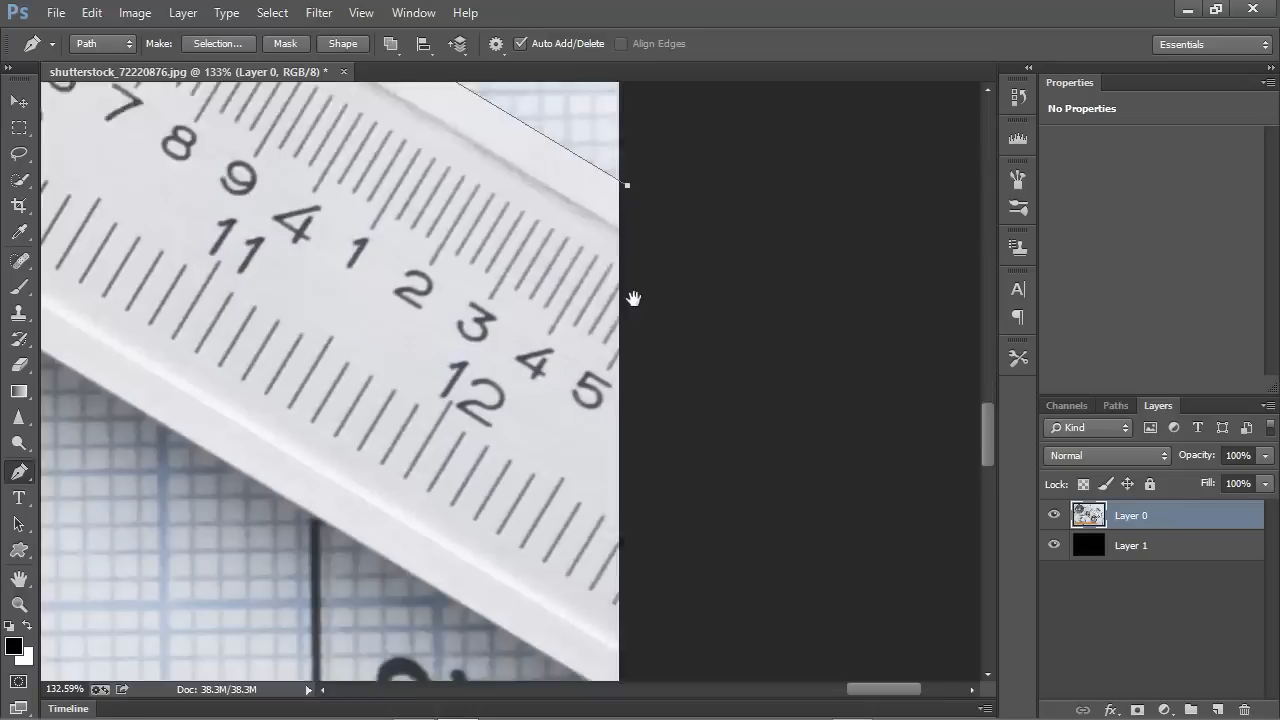 Ps File Edit Image Layer Type Select Filter View Window Help
Path Make: Selection... Mask Shape Auto Add/Delete Align Edges Essentials
shutterstock_72220876.jpg @ 133% (Layer 0, RGB/8) * ×
Properties
No Properties
7
8
9
4
11
1
2
3
4
5
12
Channels Paths Layers
Kind
Normal Opacity: 100%
Lock: Fill: 100%
Layer 0
Layer 1
132.59% Doc: 38.3M/38.3M
Timeline